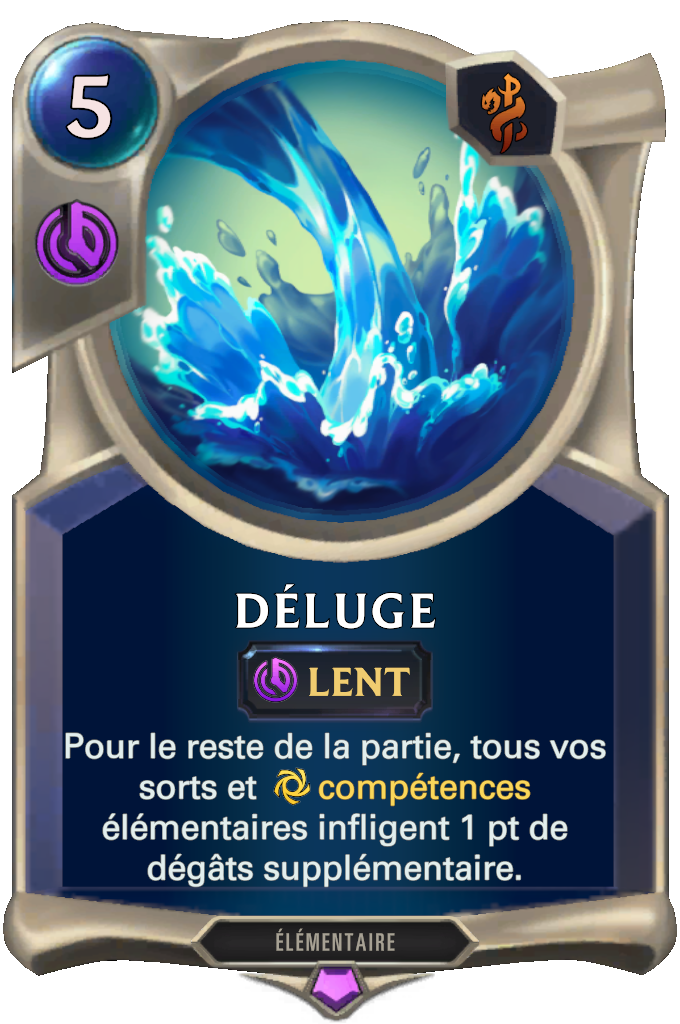 5
DÉLUGE
LENT
Pour le reste de la partie, tous vos
sorts et compétences
élémentaires infligent 1 pt de
dégâts supplémentaire.
ÉLÉMENTAIRE